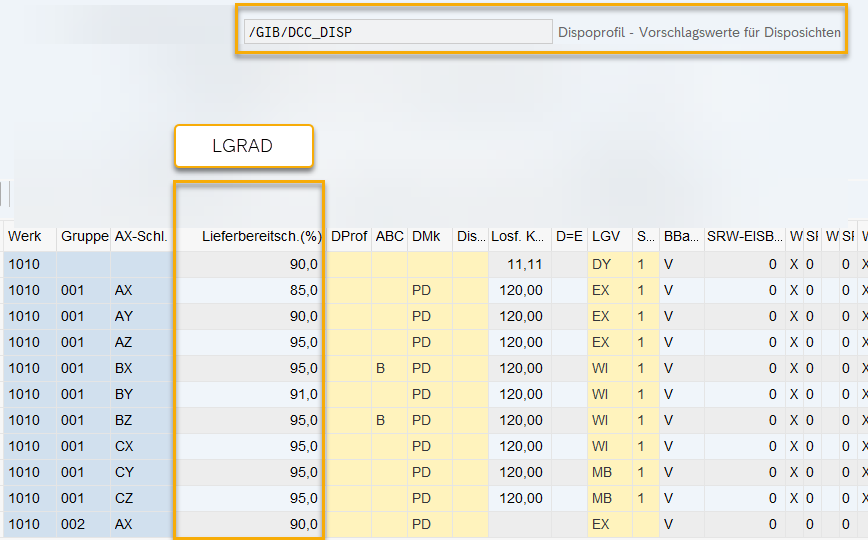 /GIB/DCC_DISP Dispoprofil - Vorschlagswerte für Disposichten
LGRAD
Werk Gruppe AX-Schl. Lieferbereitsch.(%) DProf ABC DMk Dis... Losf. K... D=E LGV S... BBa... SRW-EISB... W SF W SF W
1010 90,0 11,11 DY 1 V 0 X 0 0 X
1010 001 AX 85,0 PD 120,00 EX 1 V 0 X 0 0 X
1010 001 AY 90,0 PD 120,00 EX 1 V 0 X 0 0 X
1010 001 AZ 95,0 PD 120,00 EX 1 V 0 X 0 0 X
1010 001 BX 95,0 B PD 120,00 WI 1 V 0 X 0 0 X
1010 001 BY 91,0 PD 120,00 WI 1 V 0 X 0 0 X
1010 001 BZ 95,0 B PD 120,00 WI 1 V 0 X 0 0 X
1010 001 CX 95,0 PD 120,00 WI 1 V 0 X 0 0 X
1010 001 CY 95,0 PD 120,00 MB 1 V 0 X 0 0 X
1010 001 CZ 95,0 PD 120,00 MB 1 V 0 X 0 0 X
1010 002 AX 90,0 PD EX V 0 0 0